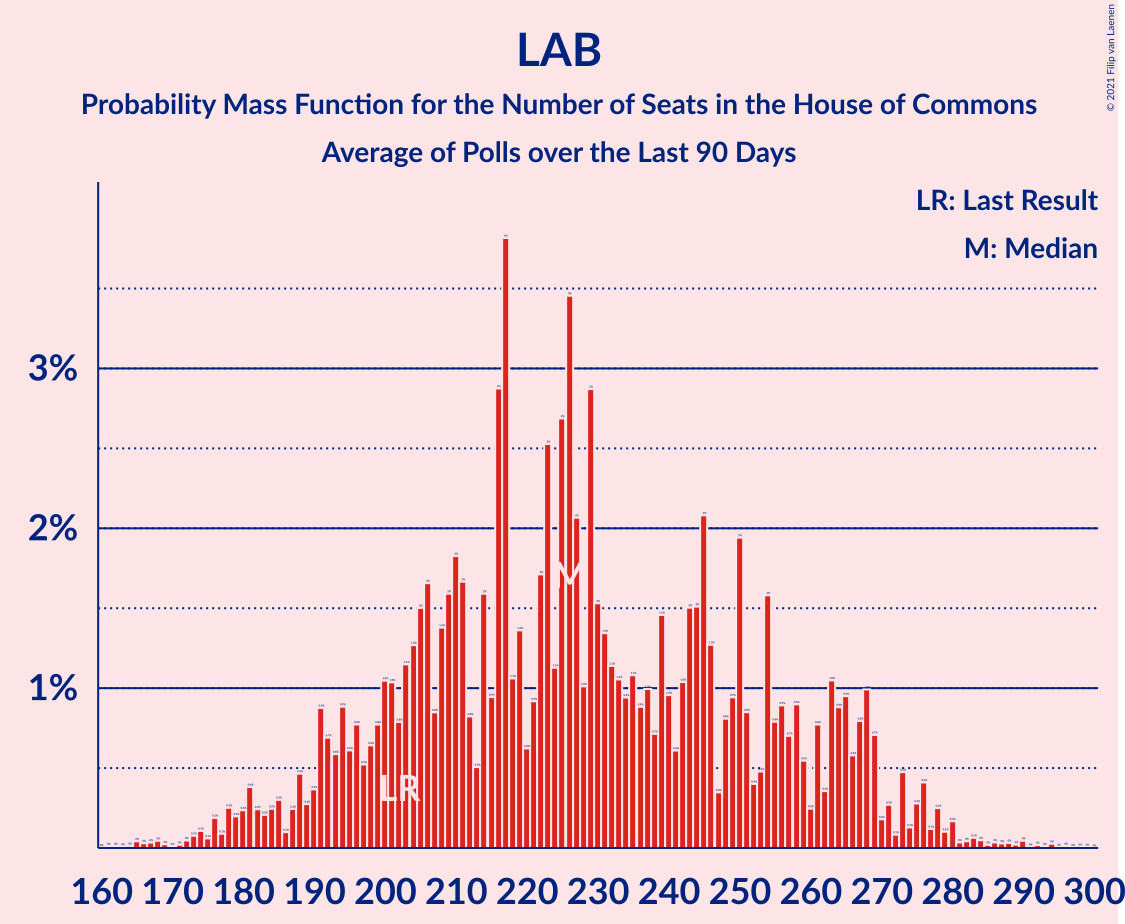 LAB
Probability Mass Function for the Number of Seats in the House of Commons
Average of Polls over the Last 90 Days
© 2021 Filip van Laenen
LR: Last Result
M: Median
3%
2%
1%
M
LR
160 170 180 190 200 210 220 230 240 250 260 270 280 290 300